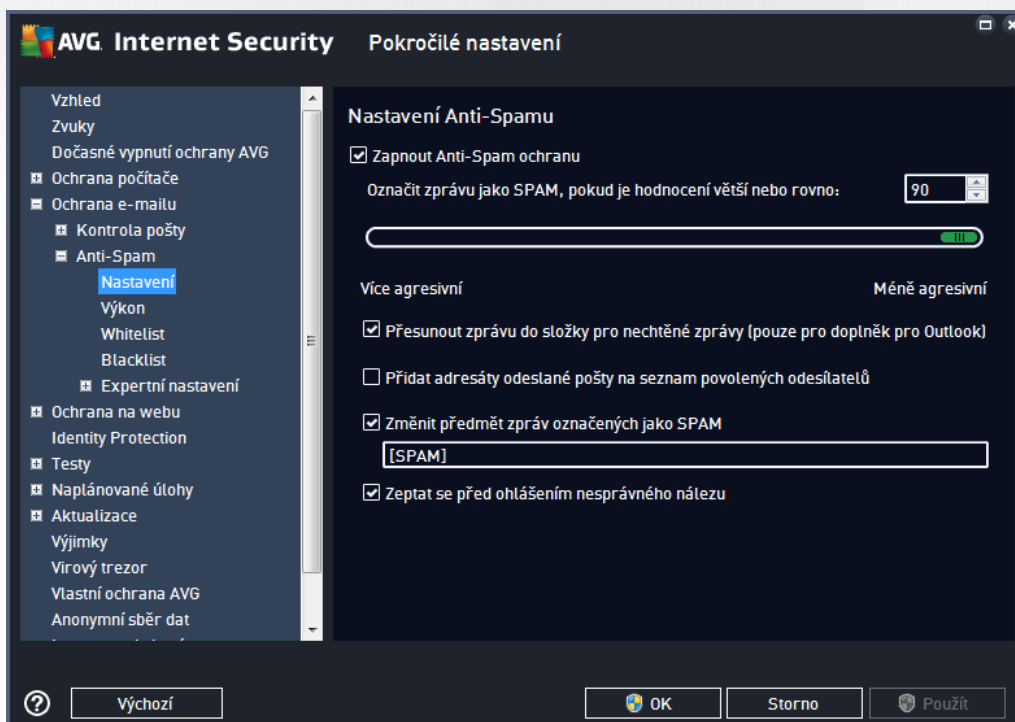 AVG. Internet Security Pokročilé nastavení
Vzhled
Zvuky
Dočasné vypnutí ochrany AVG
Ochrana počítače
Ochrana e-mailu
Kontrola pošty
Anti-Spam
Nastavení
Výkon
Whitelist
Blacklist
Expertní nastavení
Ochrana na webu
Identity Protection
Testy
Naplánované úlohy
Aktualizace
Výjimky
Virový trezor
Vlastní ochrana AVG
Anonymní sběr dat
Nastavení Anti-Spamu
Zapnout Anti-Spam ochranu
Označit zprávu jako SPAM, pokud je hodnocení větší nebo rovno: 90
Více agresivní Méně agresivní
Přesunout zprávu do složky pro nechtěné zprávy (pouze pro doplněk pro Outlook)
Přidat adresáty odeslané pošty na seznam povolených odesílatelů
Změnit předmět zpráv označených jako SPAM
[SPAM]
Zeptat se před ohlášením nesprávného nálezu
Výchozí OK Storno Použít